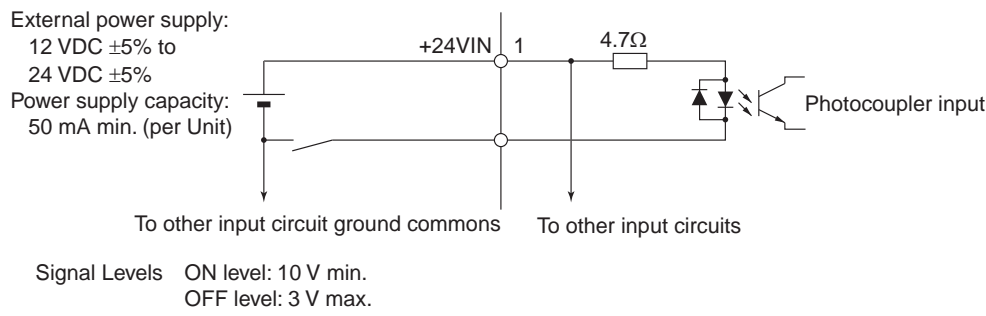 External power supply:
12 VDC ±5% to
24 VDC ±5%
Power supply capacity:
50 mA min. (per Unit)
+24VIN
1
4.7Ω
Photocoupler input
To other input circuit ground commons
To other input circuits
Signal Levels ON level: 10 V min.
OFF level: 3 V max.